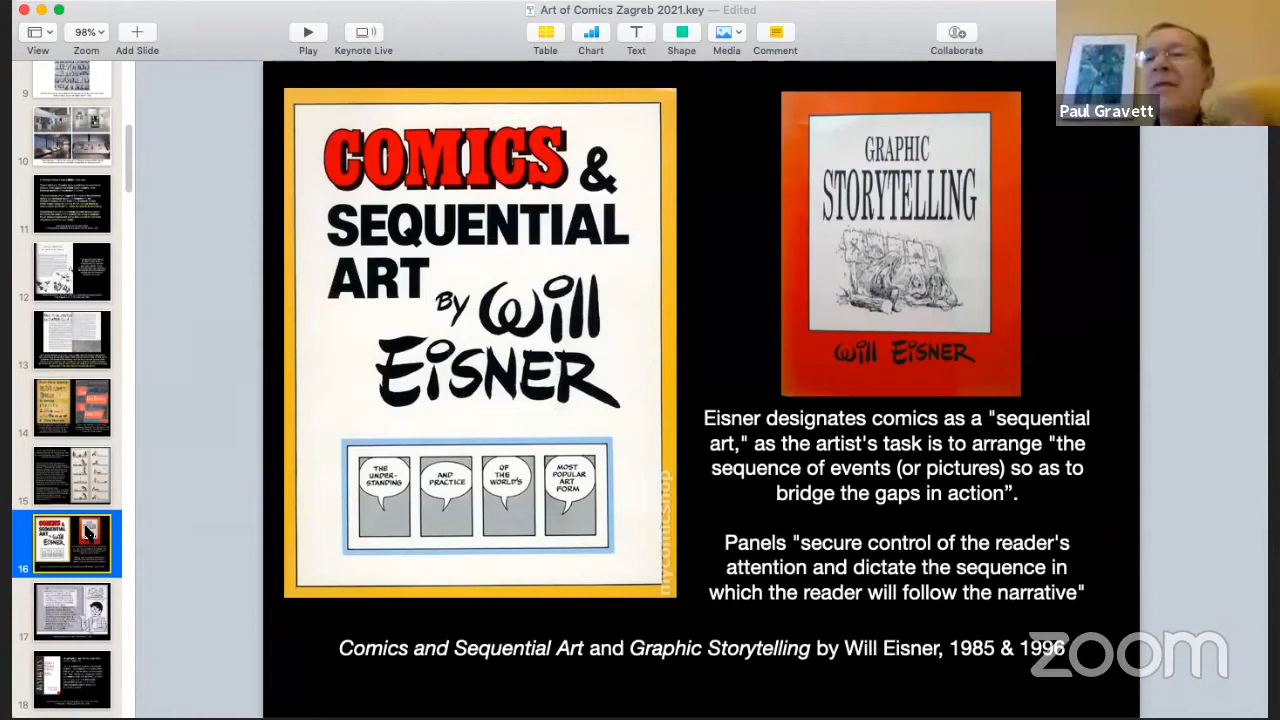 Art of Comics Zagreb 2021.key — Edited
98%
View
Zoom
Add Slide
Play
Keynote Live
Table
Chart
Text
Shape
Media
Comment
Collaborate
Paul Gravett
9
10
11
12
13
14
15
16
17
18
COMICS &
SEQUENTIAL
ART
BY Will
EISNER
THE
UNDER-
STANDING
AND
PRACTICE
OF
THE
WORLD'S
MOST
POPULAR
ART
FORM
mycomicshop
GRAPHIC
STORYTELLING
Will EISNER
Eisner designates comics as "sequential
art," as the artist's task is to arrange "the
sequence of events (or pictures) so as to
bridge the gaps in action”.
Panels "secure control of the reader's
attention and dictate the sequence in
which the reader will follow the narrative"
Comics and Sequential Art and Graphic Storytelling by Will Eisner, 1985 & 1996
zoom